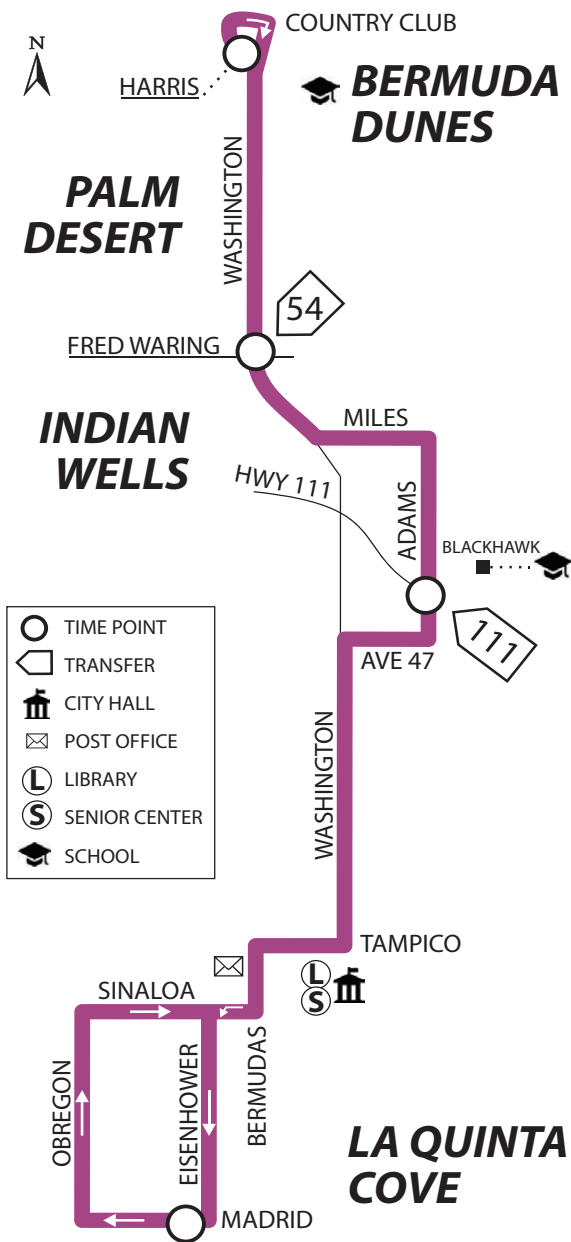 COUNTRY CLUB
N
HARRIS
BERMUDA
DUNES
WASHINGTON
PALM
DESERT
54
FRED WARING
MILES
INDIAN
WELLS
HWY 111
ADAMS
BLACKHAWK
111
AVE 47
TIME POINT
TRANSFER
CITY HALL
POST OFFICE
L LIBRARY
S SENIOR CENTER
SCHOOL
WASHINGTON
TAMPICO
L
S
SINALOA
OBREGON
EISENHOWER
BERMUDAS
MADRID
LA QUINTA
COVE